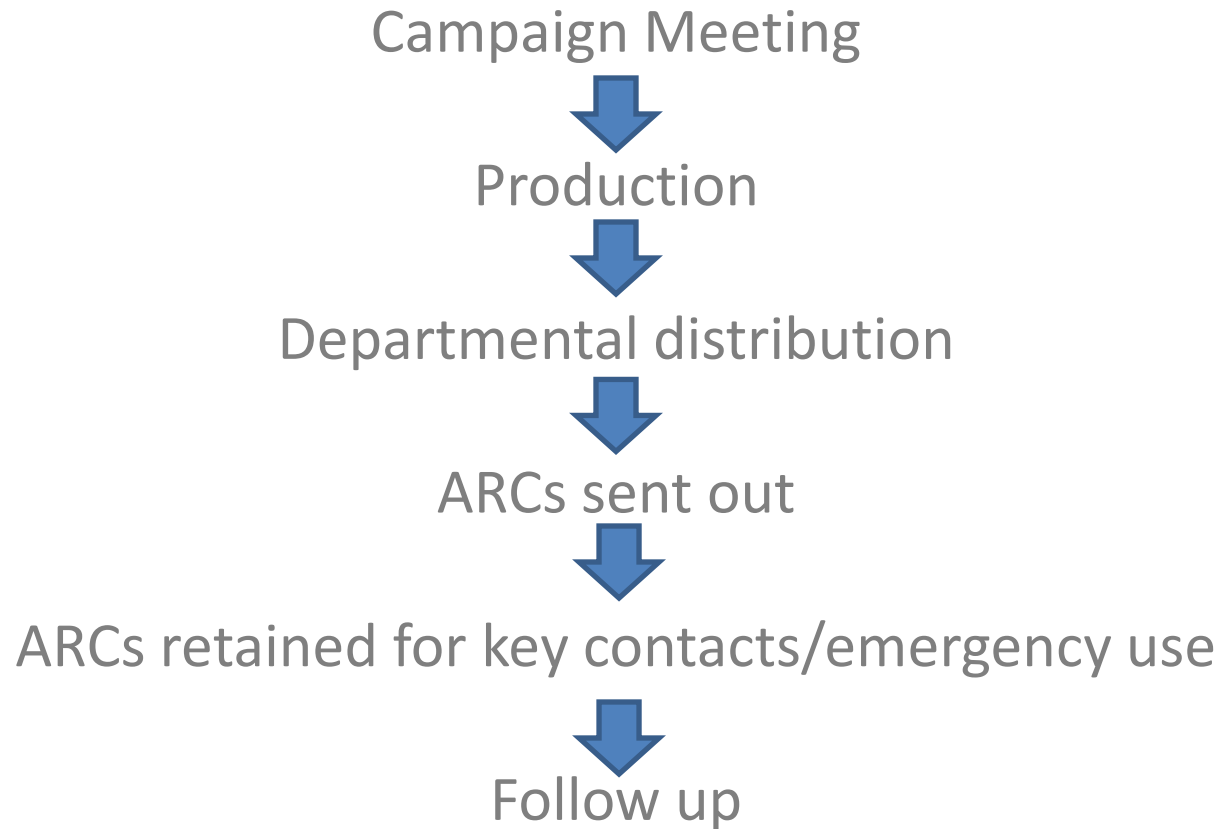 Campaign Meeting
Production
Departmental distribution
ARCs sent out
ARCs retained for key contacts/emergency use
Follow up